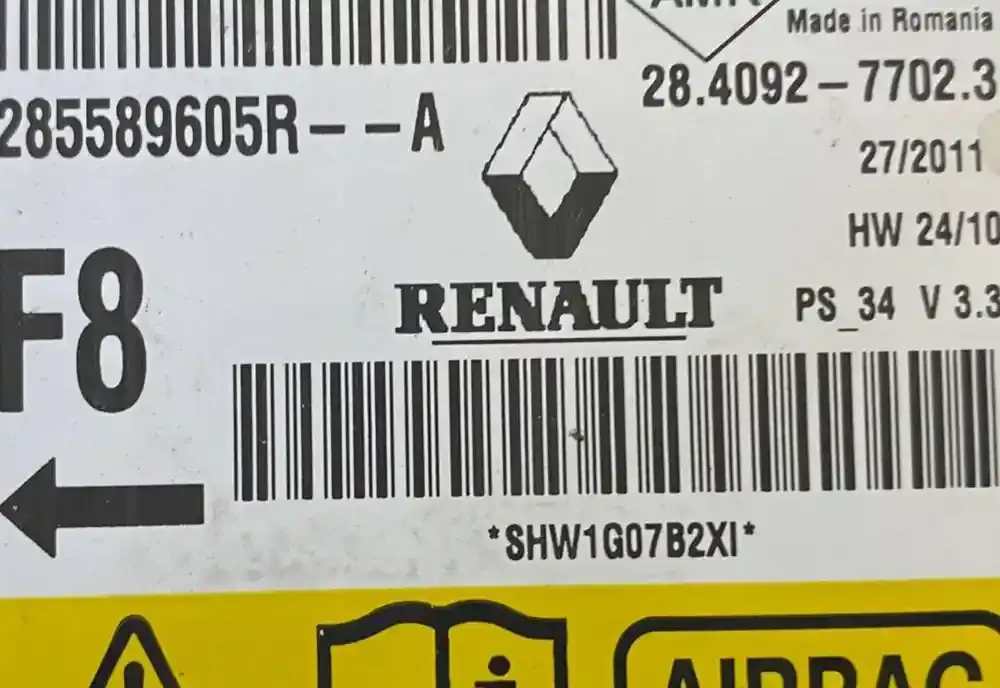 Made in Romania
28.4092-7702.3
285589605R--A
27/2011
HW 24/10
F8
RENAULT
PS_34 V 3.3
*SHW1G07B2XI*
AIRBAG